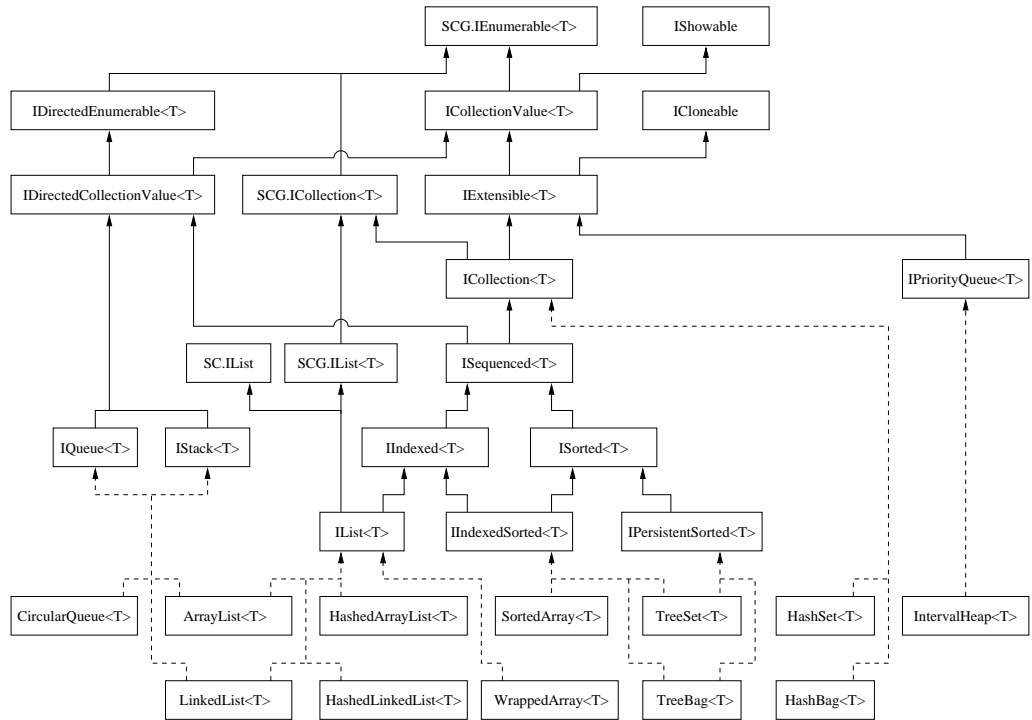 SCG.IEnumerable<T>
IShowable
IDirectedEnumerable<T>
ICollectionValue<T>
ICloneable
IDirectedCollectionValue<T>
SCG.ICollection<T>
IExtensible<T>
ICollection<T>
IPriorityQueue<T>
SC.IList
SCG.IList<T>
ISequenced<T>
IQueue<T>
IStack<T>
IIndexed<T>
ISorted<T>
IList<T>
IIndexedSorted<T>
IPersistentSorted<T>
CircularQueue<T>
ArrayList<T>
HashedArrayList<T>
SortedArray<T>
TreeSet<T>
HashSet<T>
IntervalHeap<T>
LinkedList<T>
HashedLinkedList<T>
WrappedArray<T>
TreeBag<T>
HashBag<T>